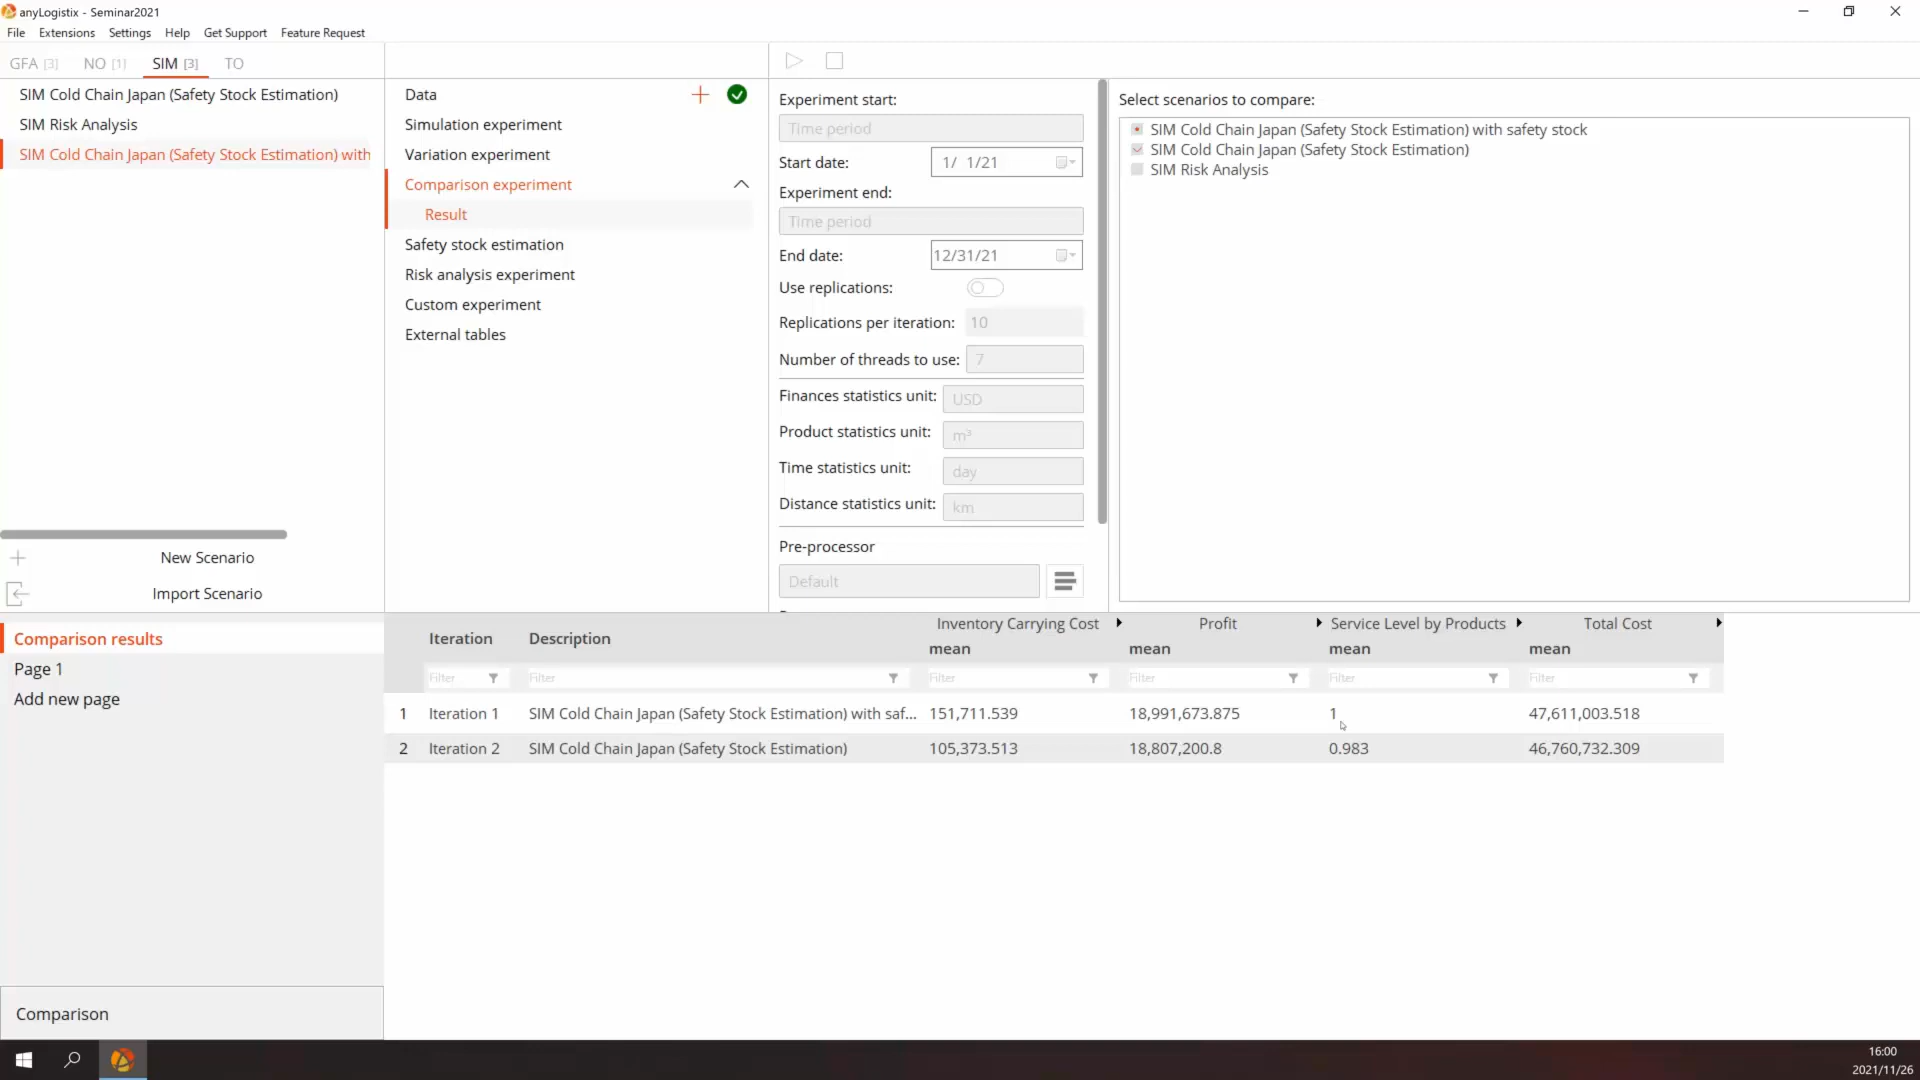 anyLogistix - Seminar2021
File Extensions Settings Help Get Support Feature Request
GFA [3] NO [1] SIM [3] TO
SIM Cold Chain Japan (Safety Stock Estimation)
SIM Risk Analysis
SIM Cold Chain Japan (Safety Stock Estimation) with
New Scenario
Import Scenario
Data
Simulation experiment
Variation experiment
Comparison experiment
Result
Safety stock estimation
Risk analysis experiment
Custom experiment
External tables
Experiment start:
Time period
Start date: 1/ 1/21
Experiment end:
Time period
End date: 12/31/21
Use replications:
Replications per iteration: 10
Number of threads to use: 7
Finances statistics unit: USD
Product statistics unit: m³
Time statistics unit: day
Distance statistics unit: km
Pre-processor
Default
Select scenarios to compare:
SIM Cold Chain Japan (Safety Stock Estimation) with safety stock
SIM Cold Chain Japan (Safety Stock Estimation)
SIM Risk Analysis
Comparison results
Page 1
Add new page
Comparison
Iteration Description Inventory Carrying Cost Profit Service Level by Products Total Cost
mean mean mean mean
Filter Filter Filter Filter Filter Filter
1 Iteration 1 SIM Cold Chain Japan (Safety Stock Estimation) with saf... 151,711.539 18,991,673.875 1 47,611,003.518
2 Iteration 2 SIM Cold Chain Japan (Safety Stock Estimation) 105,373.513 18,807,200.8 0.983 46,760,732.309
16:00
2021/11/26